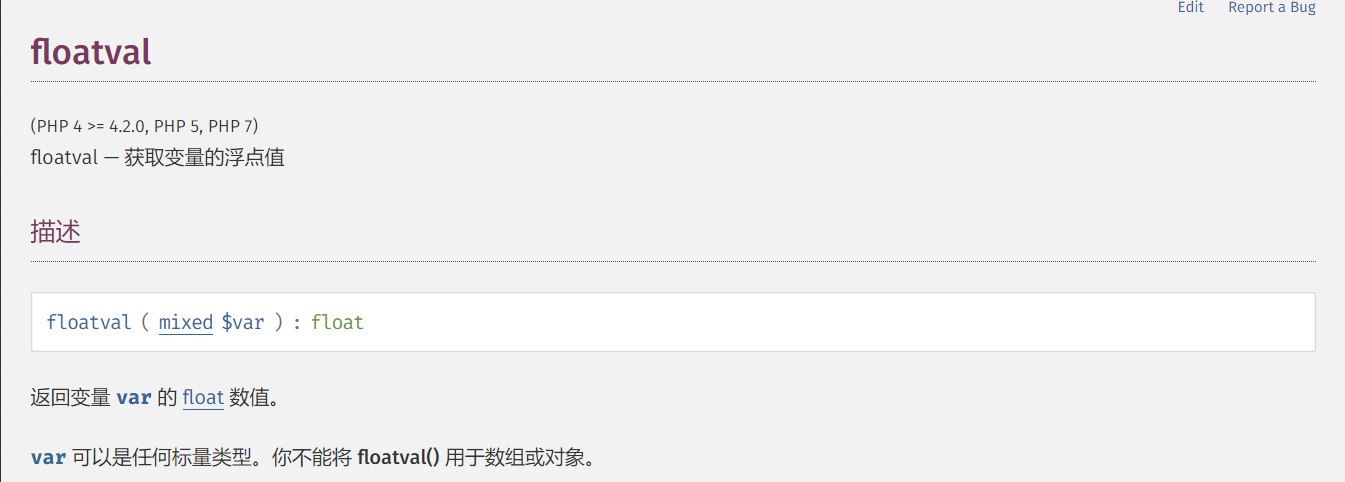 Edit Report a Bug
floatval
(PHP 4 >= 4.2.0, PHP 5, PHP 7)
floatval — 获取变量的浮点值
描述
floatval ( mixed $var ) : float
返回变量 var 的 float 数值。
var 可以是任何标量类型。你不能将 floatval() 用于数组或对象。